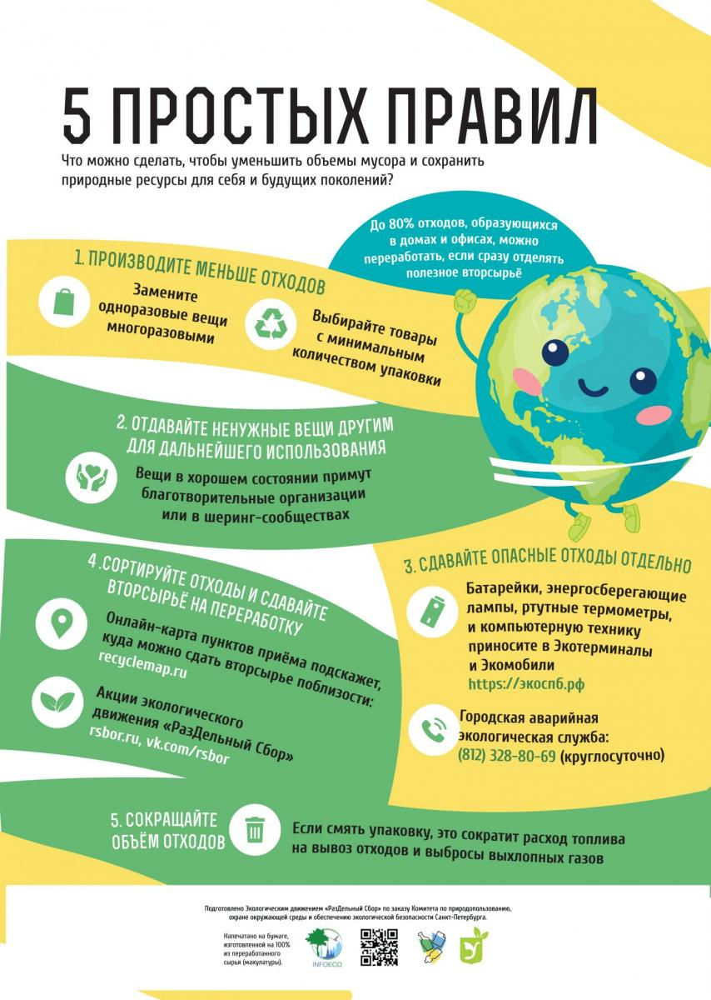 5 ПРОСТЫХ ПРАВИЛ
Что можно сделать, чтобы уменьшить объемы мусора и сохранить
природные ресурсы для себя и будущих поколений?
До 80% отходов, образующихся
в домах и офисах, можно
переработать, если сразу отделять
полезное вторсырьё
1. ПРОИЗВОДИТЕ МЕНЬШЕ ОТХОДОВ
Замените
одноразовые вещи
многоразовыми
Выбирайте товары
с минимальным
количеством упаковки
2. ОТДАВАЙТЕ НЕНУЖНЫЕ ВЕЩИ ДРУГИМ
ДЛЯ ДАЛЬНЕЙШЕГО ИСПОЛЬЗОВАНИЯ
Вещи в хорошем состоянии примут
благотворительные организации
или в шеринг-сообществах
3. СДАВАЙТЕ ОПАСНЫЕ ОТХОДЫ ОТДЕЛЬНО
Батарейки, энергосберегающие
лампы, ртутные термометры,
и компьютерную технику
приносите в Экотерминалы
и Экомобили
https://экоспб.рф
Городская аварийная
экологическая служба:
(812) 328-80-69 (круглосуточно)
4 .СОРТИРУЙТЕ ОТХОДЫ И СДАВАЙТЕ
ВТОРСЫРЬЁ НА ПЕРЕРАБОТКУ
Онлайн-карта пунктов приёма подскажет,
куда можно сдать вторсырье поблизости:
recyclemap.ru
Акции экологического
движения «РазДельный Сбор»
rsbor.ru, vk.com/rsbor
5. СОКРАЩАЙТЕ
ОБЪЁМ ОТХОДОВ
Если смять упаковку, это сократит расход топлива
на вывоз отходов и выбросы выхлопных газов
Подготовлено Экологическим движением «РазДельный Сбор» по заказу Комитета по природопользованию,
охране окружающей среды и обеспечению экологической безопасности Санкт-Петербурга.
Напечатано на бумаге,
изготовленной на 100%
из переработанного
сырья (макулатуры).
INFOECO